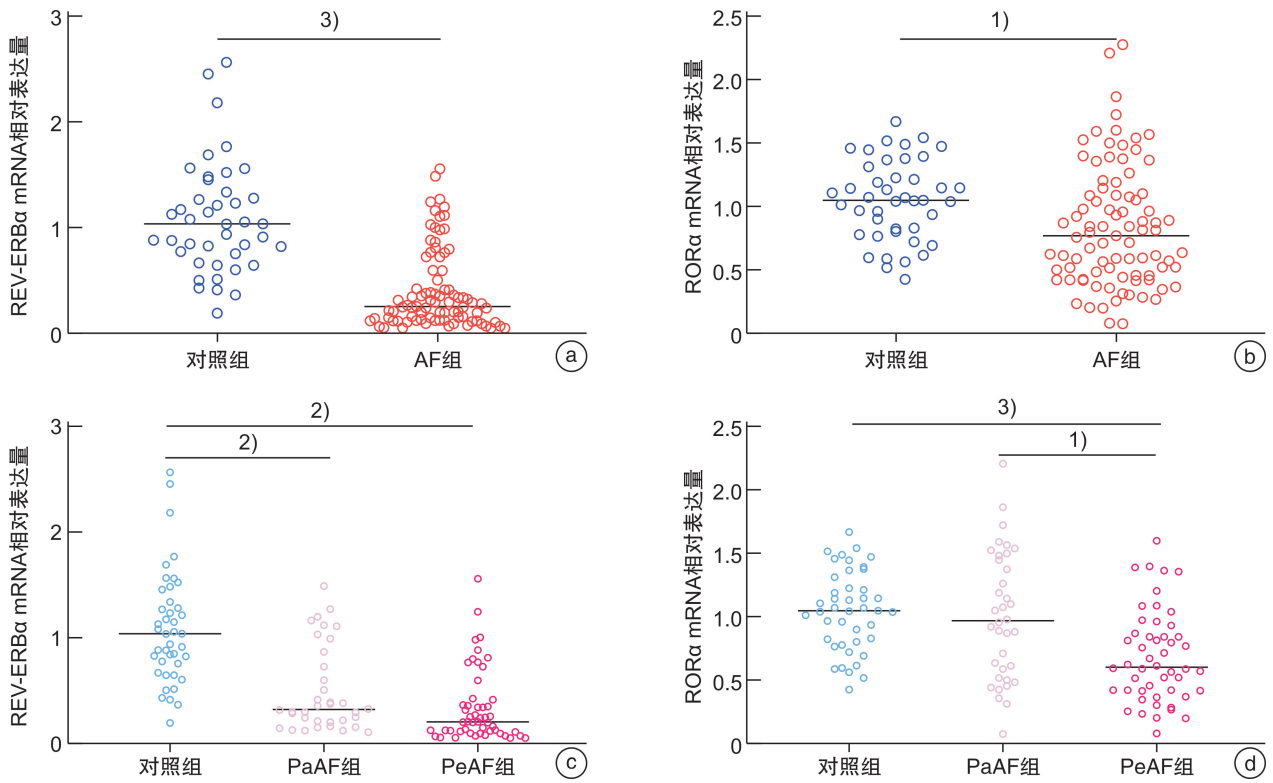 REV-ERBα mRNA相对表达量
3
2
1
0
3)
对照组
AF组
a
RORα mRNA相对表达量
2.5
2.0
1.5
1.0
0.5
0
1)
对照组
AF组
b
REV-ERBα mRNA相对表达量
3
2
1
0
2)
2)
对照组
PaAF组
PeAF组
c
RORα mRNA相对表达量
2.5
2.0
1.5
1.0
0.5
0
3)
1)
对照组
PaAF组
PeAF组
d